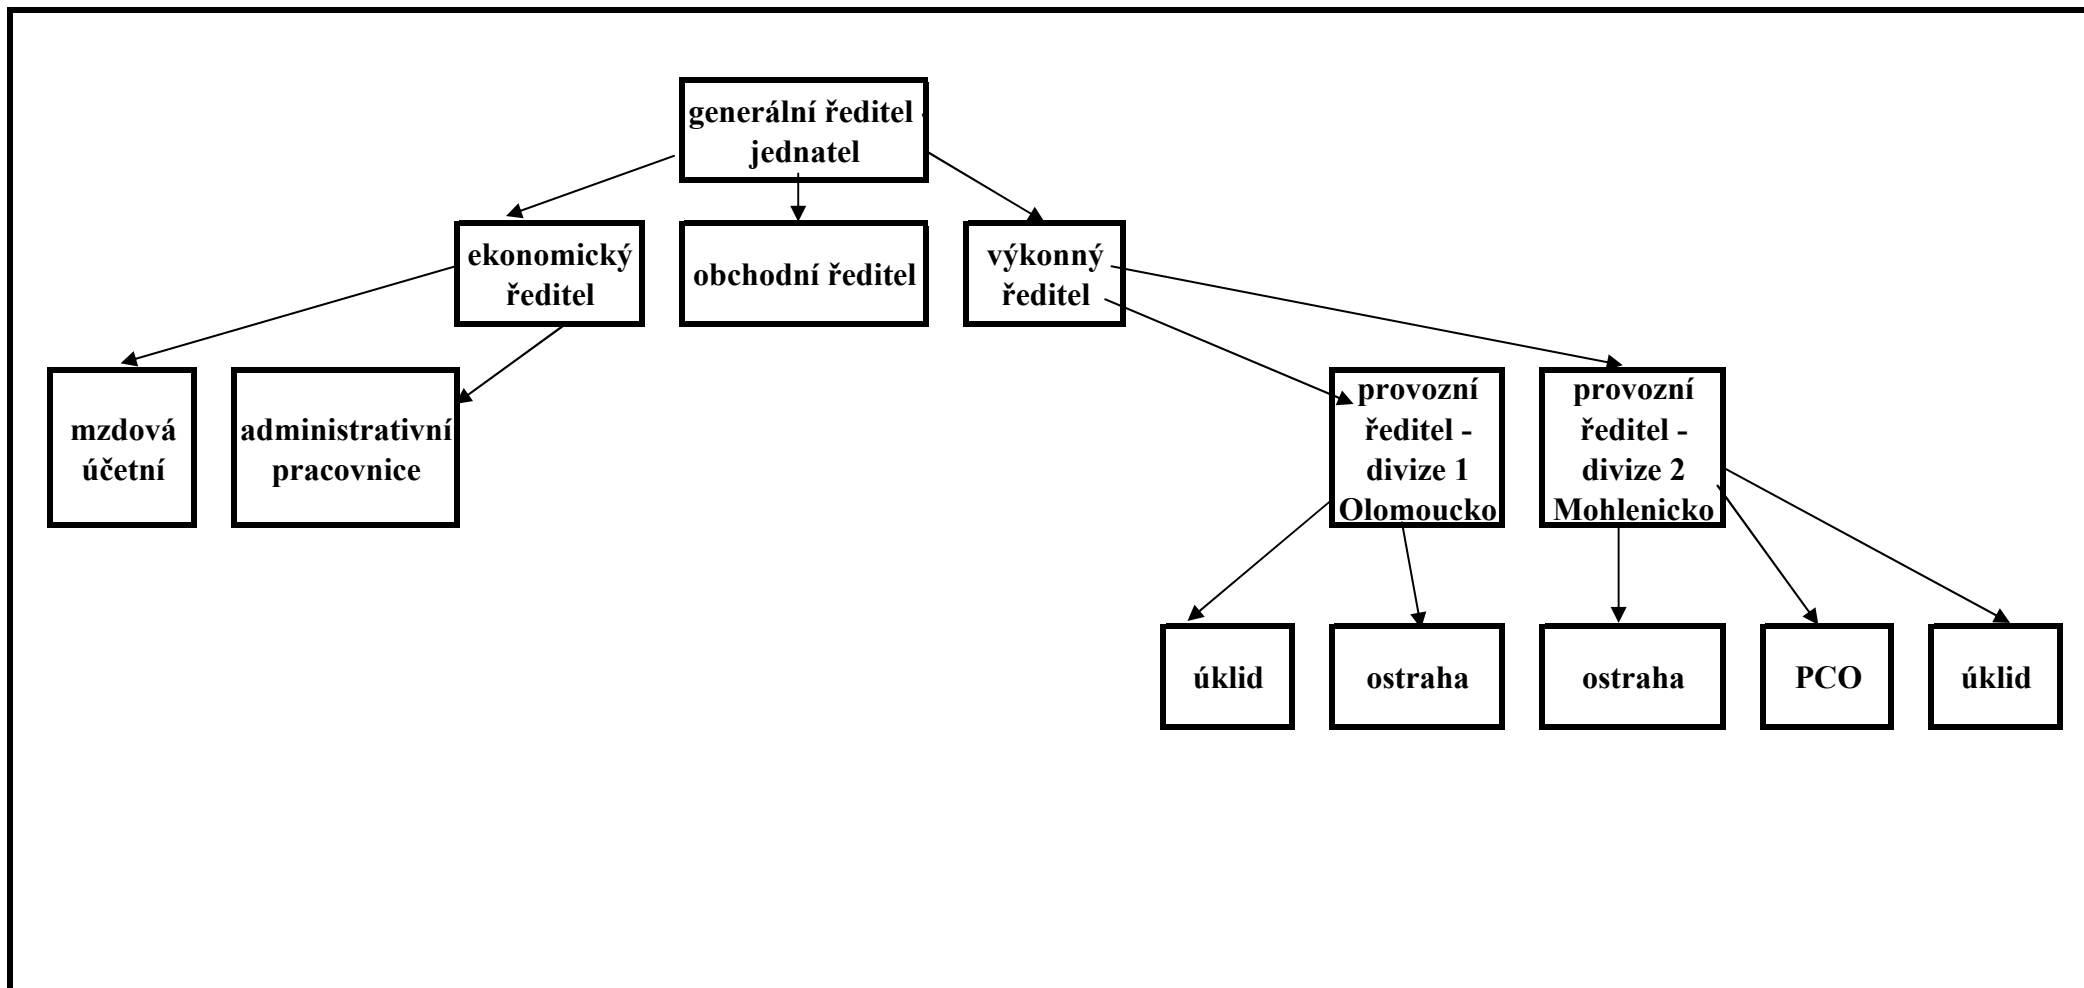 generální ředitel -
jednatel
ekonomický
ředitel
obchodní ředitel
výkonný
ředitel
mzdová
účetní
administrativní
pracovnice
provozní
ředitel -
divize 1
Olomoucko
provozní
ředitel -
divize 2
Mohlenicko
úklid
ostraha
ostraha
PCO
úklid